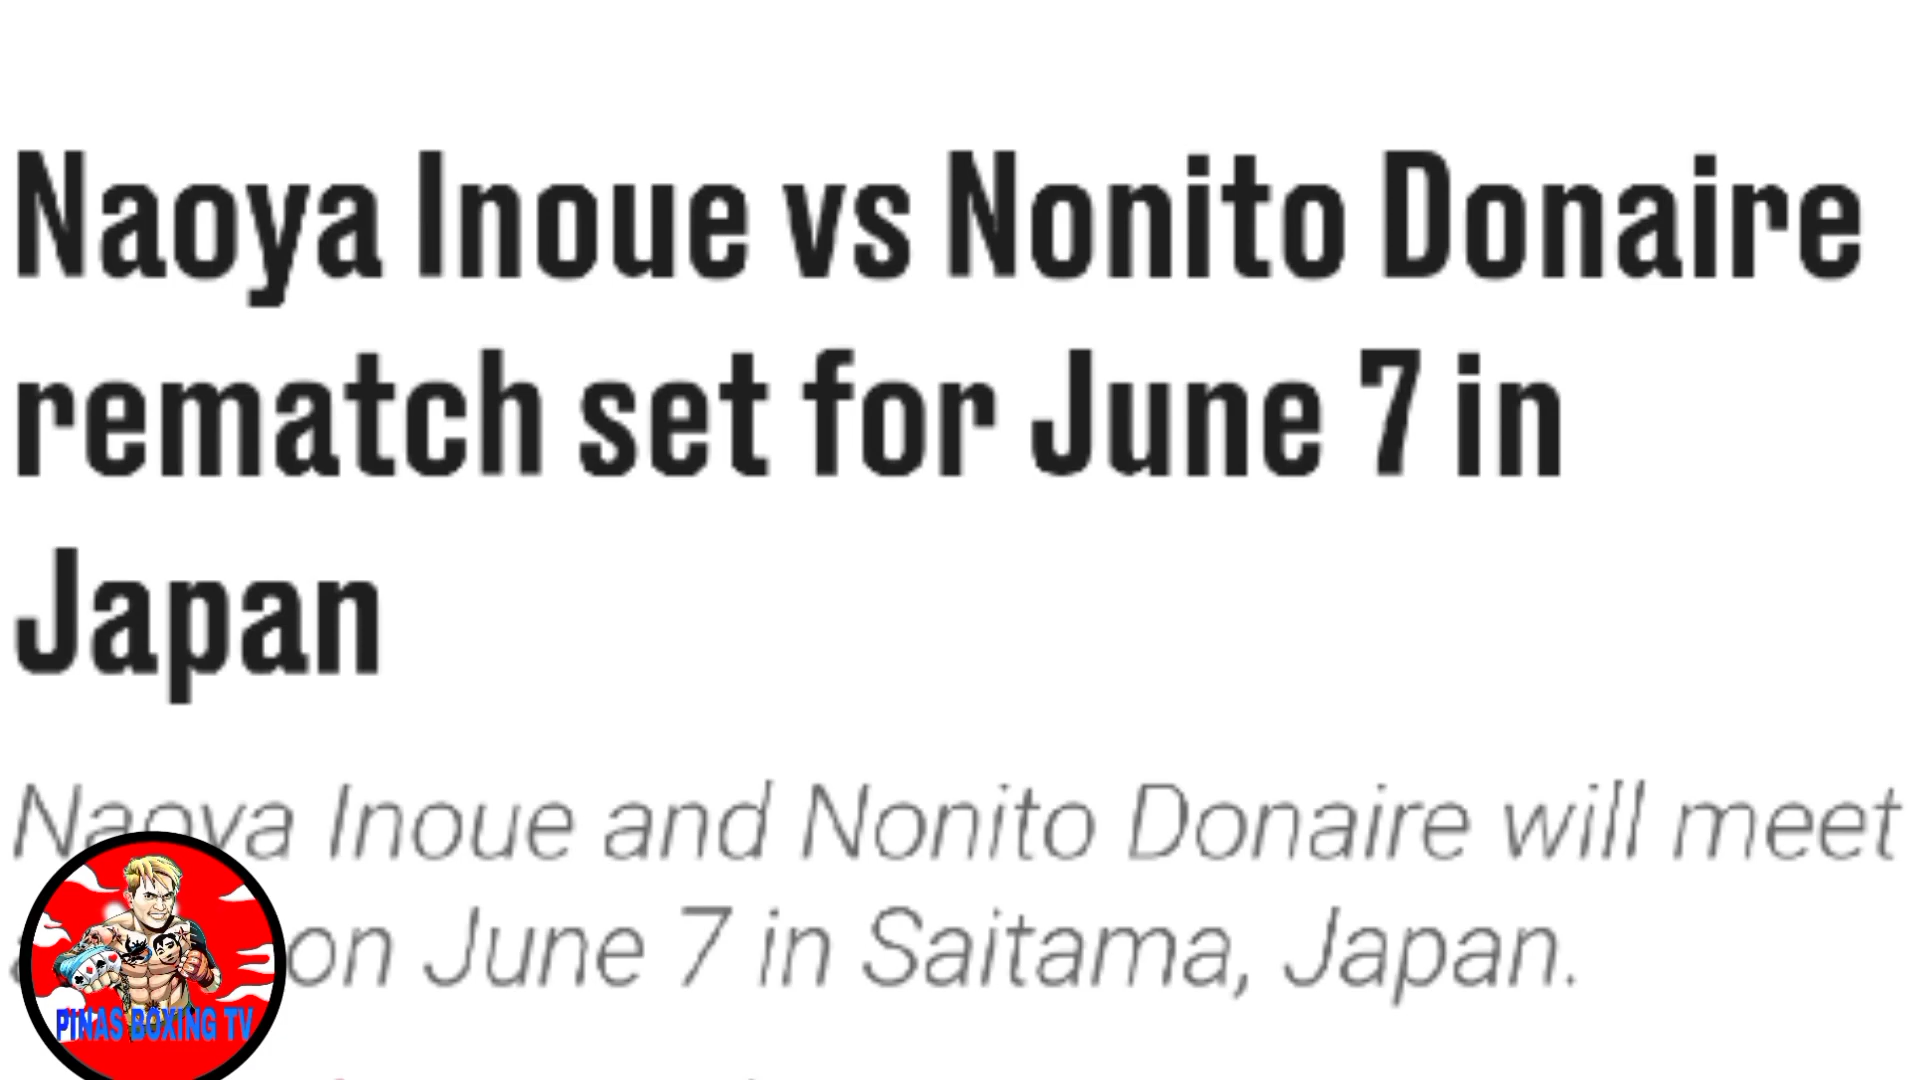 Naoya Inoue vs Nonito Donaire
rematch set for June 7 in
Japan
Naoya Inoue and Nonito Donaire will meet
on June 7 in Saitama, Japan.
PINAS BOXING TV